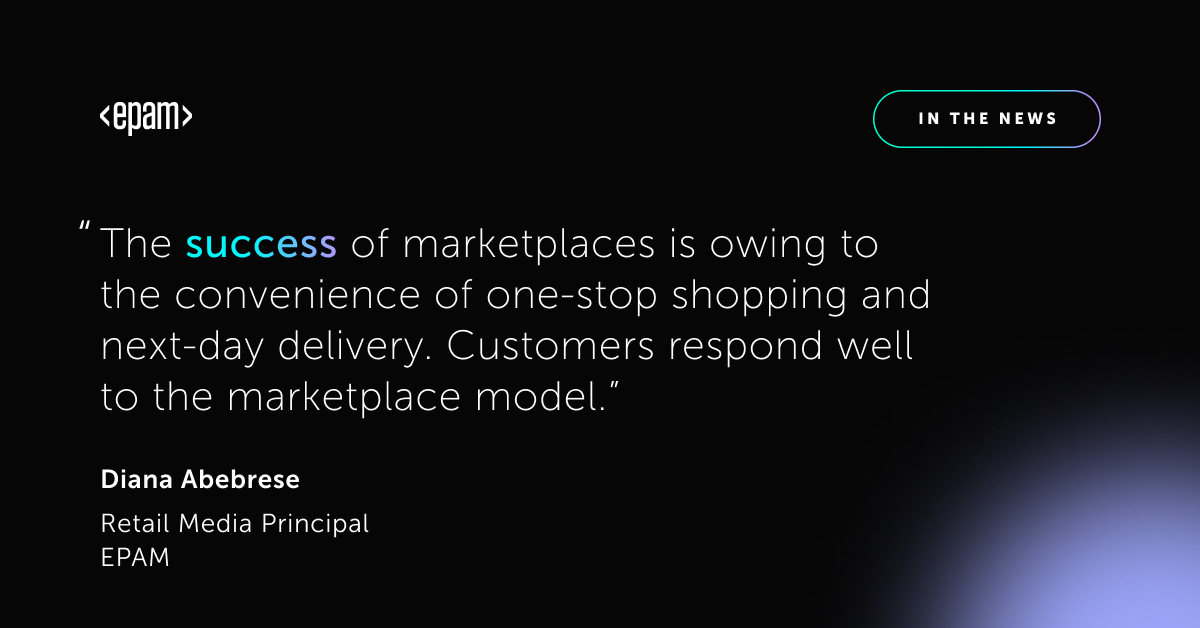 <epam>
IN THE NEWS
“The success of marketplaces is owing to
the convenience of one-stop shopping and
next-day delivery. Customers respond well
to the marketplace model.”
Diana Abebrese
Retail Media Principal
EPAM